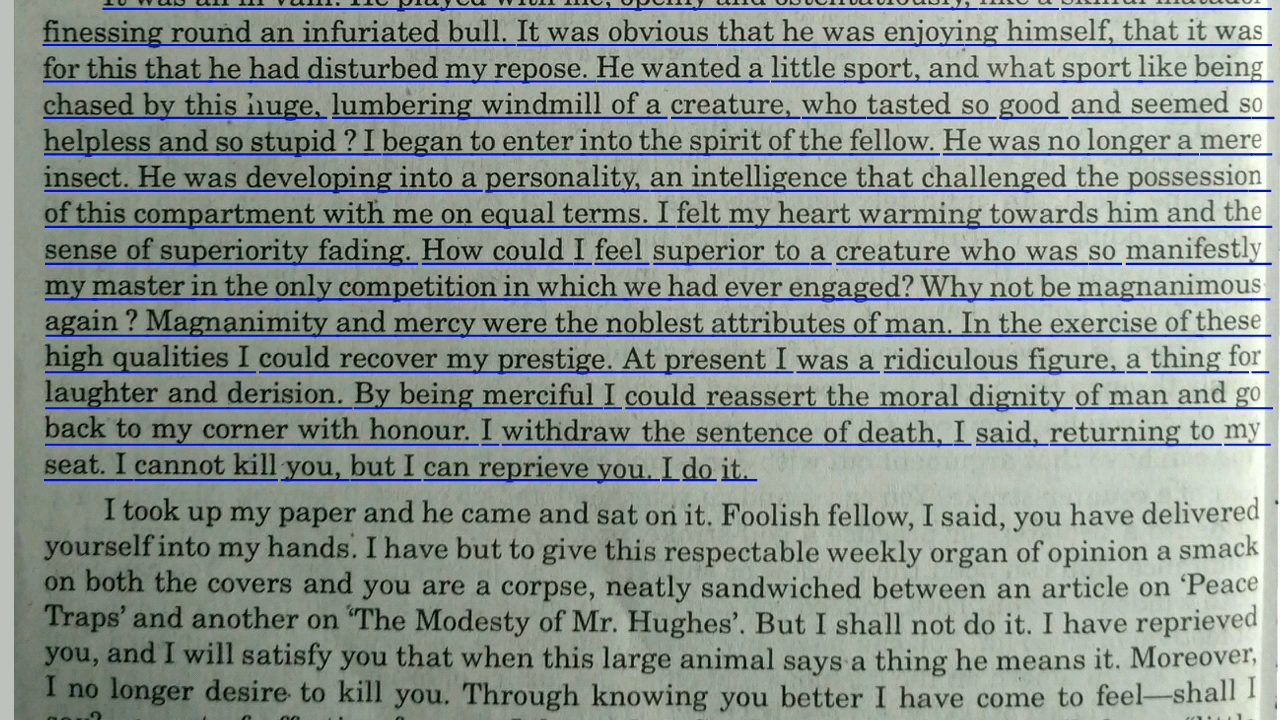 It was all in vain. He played with me, openly and ostentatiously, like a skilful matador
finessing round an infuriated bull. It was obvious that he was enjoying himself, that it was
for this that he had disturbed my repose. He wanted a little sport, and what sport like being
chased by this huge, lumbering windmill of a creature, who tasted so good and seemed so
helpless and so stupid ? I began to enter into the spirit of the fellow. He was no longer a mere
insect. He was developing into a personality, an intelligence that challenged the possession
of this compartment with me on equal terms. I felt my heart warming towards him and the
sense of superiority fading. How could I feel superior to a creature who was so manifestly
my master in the only competition in which we had ever engaged? Why not be magnanimous
again ? Magnanimity and mercy were the noblest attributes of man. In the exercise of these
high qualities I could recover my prestige. At present I was a ridiculous figure, a thing for
laughter and derision. By being merciful I could reassert the moral dignity of man and go
back to my corner with honour. I withdraw the sentence of death, I said, returning to my
seat. I cannot kill you, but I can reprieve you. I do it.
I took up my paper and he came and sat on it. Foolish fellow, I said, you have delivered
yourself into my hands. I have but to give this respectable weekly organ of opinion a smack
on both the covers and you are a corpse, neatly sandwiched between an article on ‘Peace
Traps’ and another on ‘The Modesty of Mr. Hughes’. But I shall not do it. I have reprieved
you, and I will satisfy you that when this large animal says a thing he means it. Moreover,
I no longer desire to kill you. Through knowing you better I have come to feel—shall I